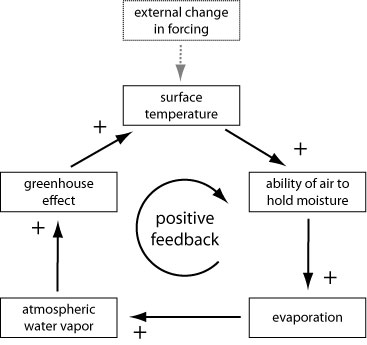 external change
in forcing
surface
temperature
+
+
greenhouse
effect
ability of air to
hold moisture
+
positive
feedback
+
atmospheric
water vapor
evaporation
+